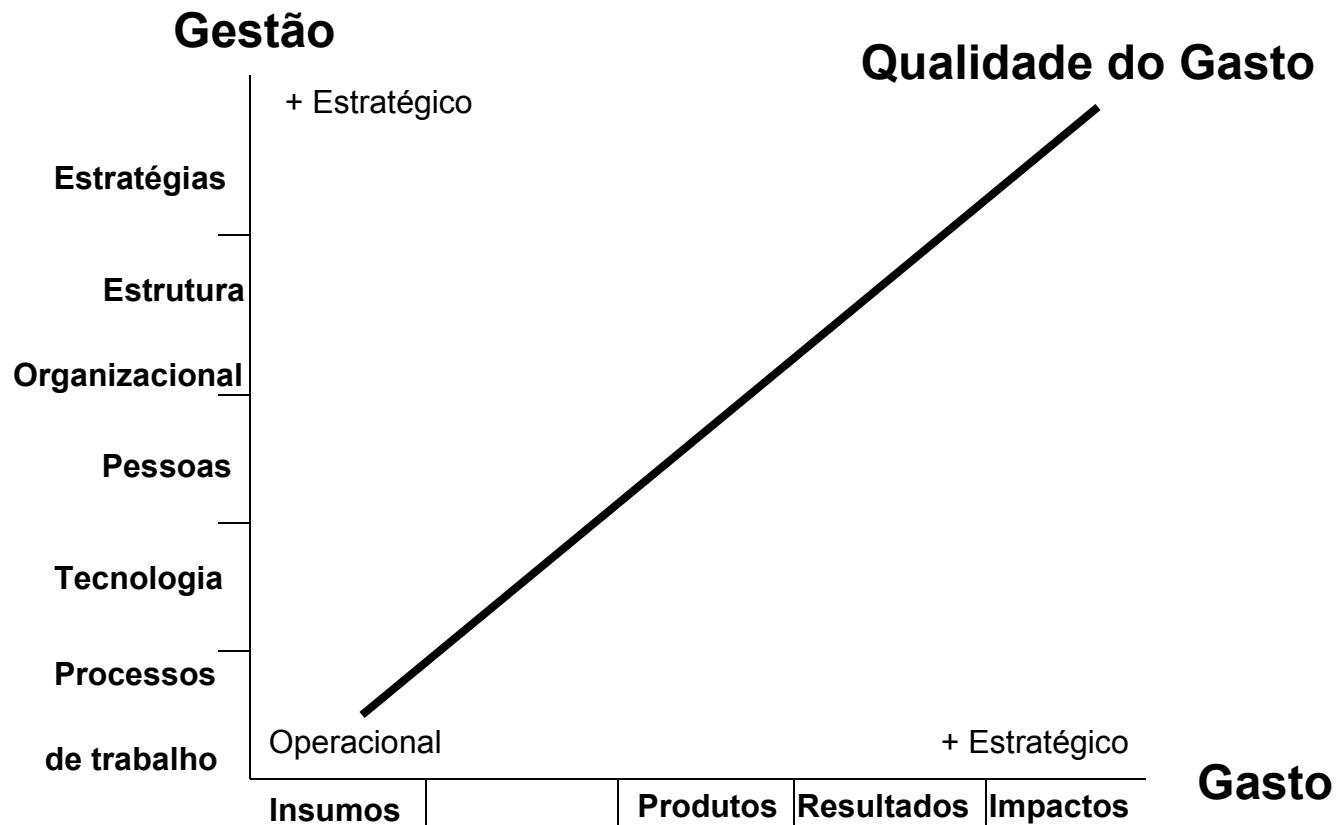 Gestão
Qualidade do Gasto
+ Estratégico
Estratégias
Estrutura
Organizacional
Pessoas
Tecnologia
Processos
de trabalho
Operacional
+ Estratégico
Gasto
Insumos
Produtos
Resultados
Impactos